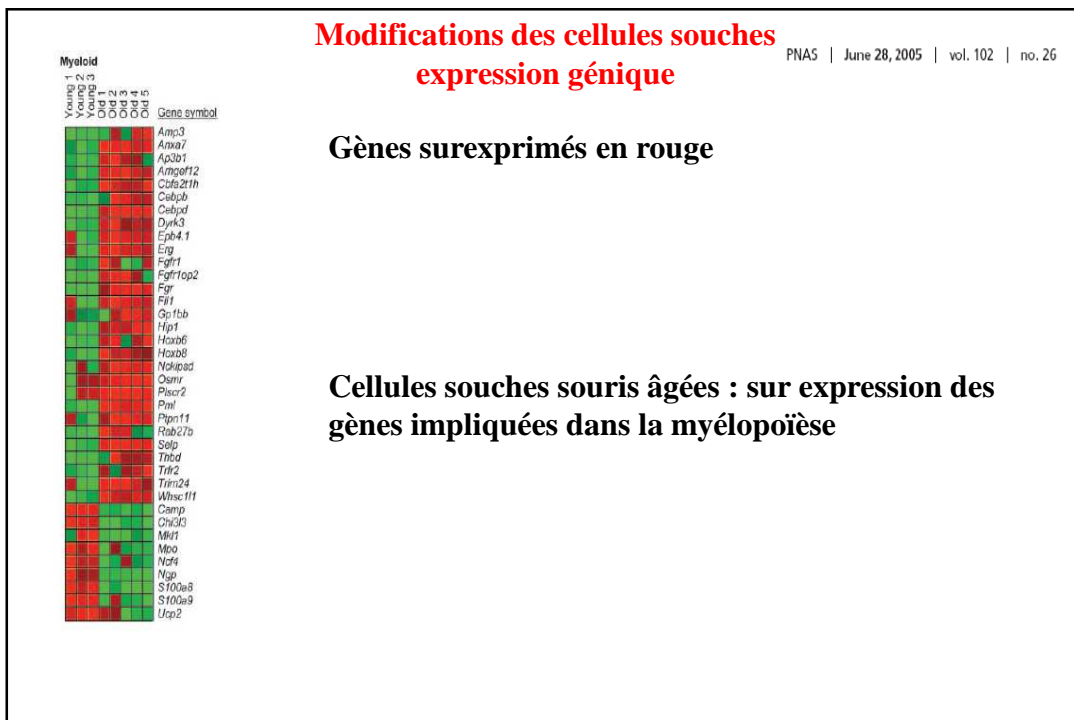 Modifications des cellules souches
expression génique
PNAS | June 28, 2005 | vol. 102 | no. 26
Myeloid
Young 1
Young 2
Young 3
Old 1
Old 2
Old 3
Old 4
Old 5
Gene symbol
Amp3
Anxa7
Ap3b1
Arngef12
Cbfa2t1h
Cebpb
Cebpd
Dyrk3
Epb4.1
Erg
Fgfr1
Fgfr1op2
Fgr
Fli1
Gp1bb
Hip1
Hoxb6
Hoxb8
Nckipsd
Osmr
Plscr2
Pml
Ptpn11
Rab27b
Selp
Thbd
Trfr2
Trim24
Whsc1l1
Camp
Chi3l3
Mkl1
Mpo
Ncf4
Ngp
S100a8
S100a9
Ucp2
Gènes surexprimés en rouge
Cellules souches souris âgées : sur expression des
gènes impliquées dans la myélopoïèse